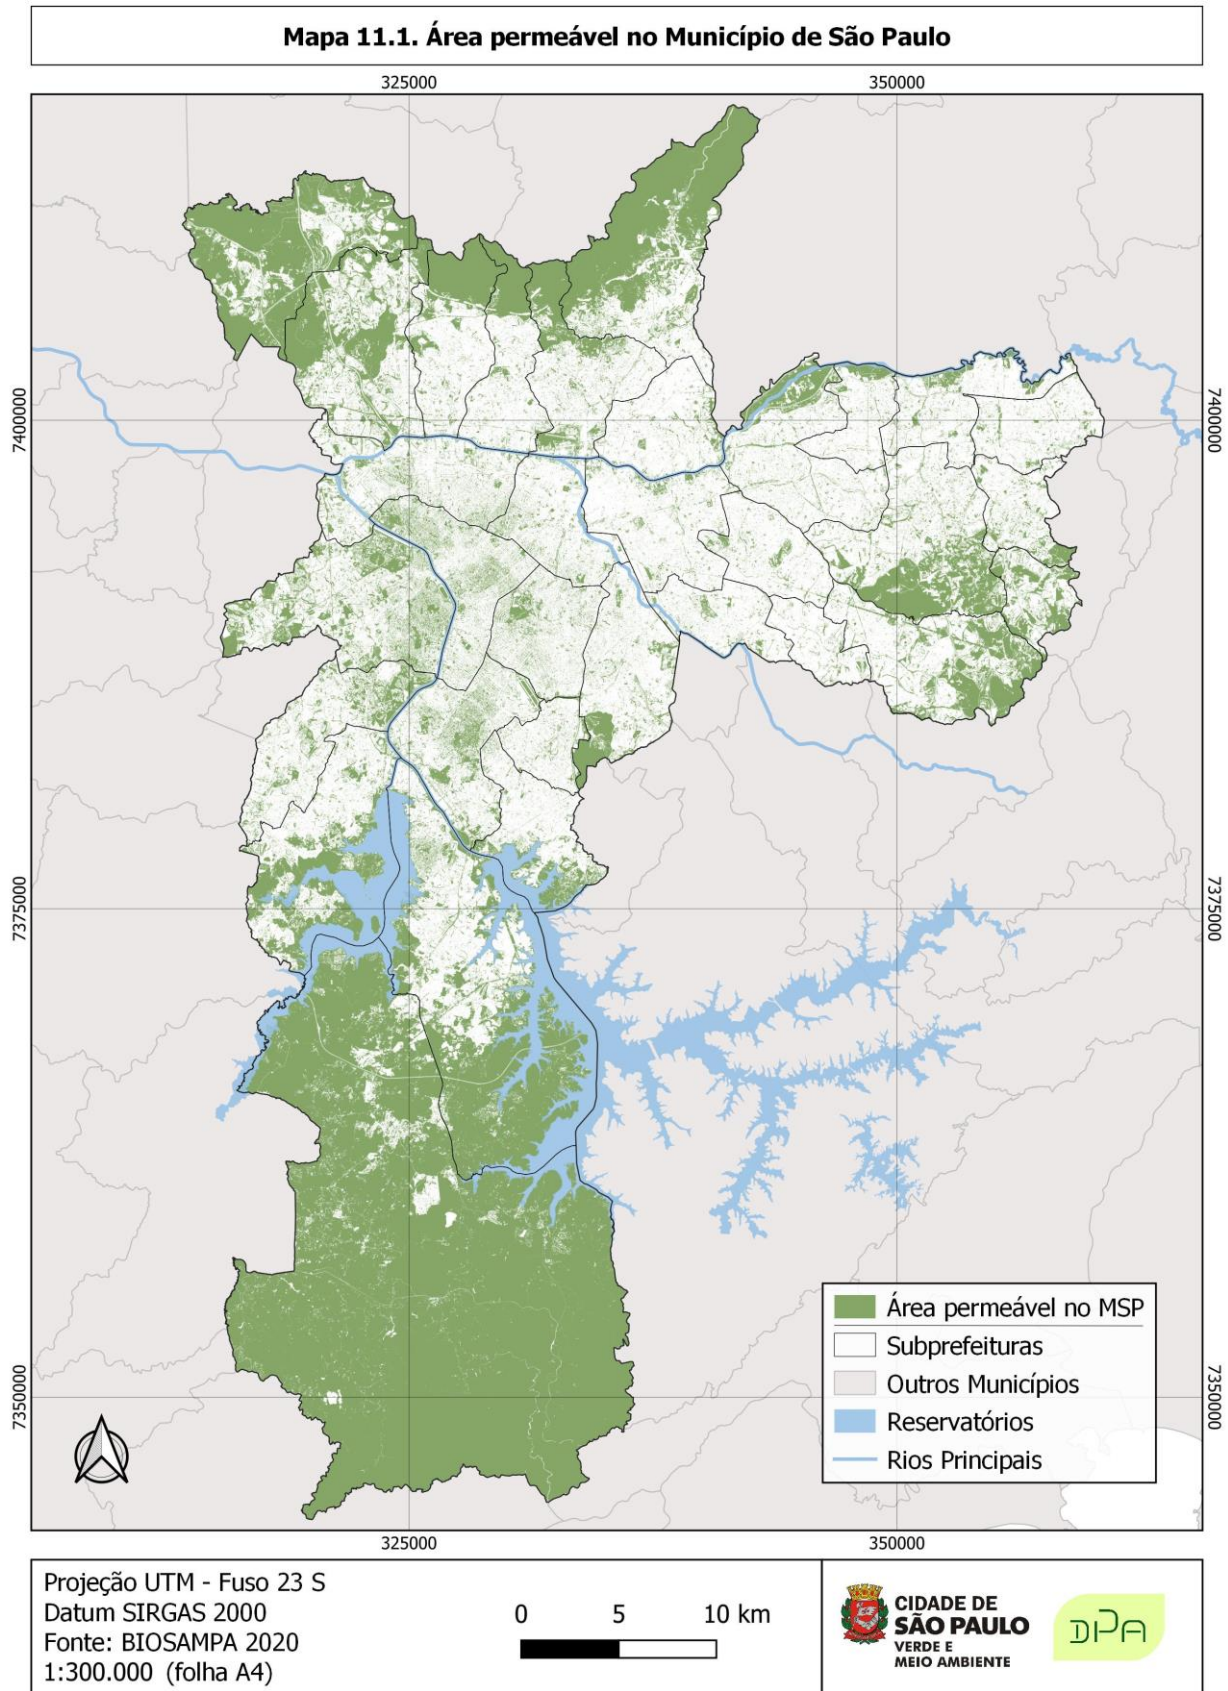 Mapa 11.1. Área permeável no Município de São Paulo
325000
350000
7400000
7400000
7375000
7375000
7350000
7350000
Área permeável no MSP
Subprefeituras
Outros Municípios
Reservatórios
Rios Principais
325000
350000
Projeção UTM - Fuso 23 S
Datum SIRGAS 2000
Fonte: BIOSAMPA 2020
1:300.000 (folha A4)
0 5 10 km
CIDADE DE
SÃO PAULO
VERDE E
MEIO AMBIENTE
DPA